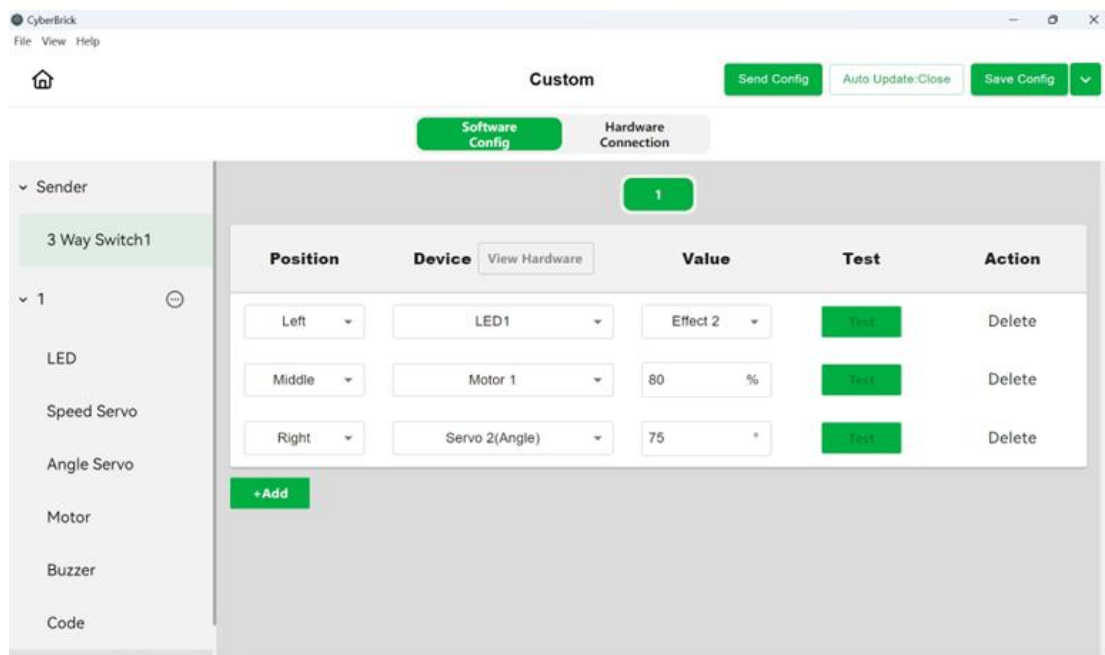 CyberBrick
File View Help
Custom
Send Config
Auto Update:Close
Save Config
Software
Config
Hardware
Connection
Sender
3 Way Switch1
1
LED
Speed Servo
Angle Servo
Motor
Buzzer
Code
1
Position Device View Hardware Value Test Action
Left LED1 Effect 2 Test Delete
Middle Motor 1 80 % Test Delete
Right Servo 2(Angle) 75 ° Test Delete
+Add